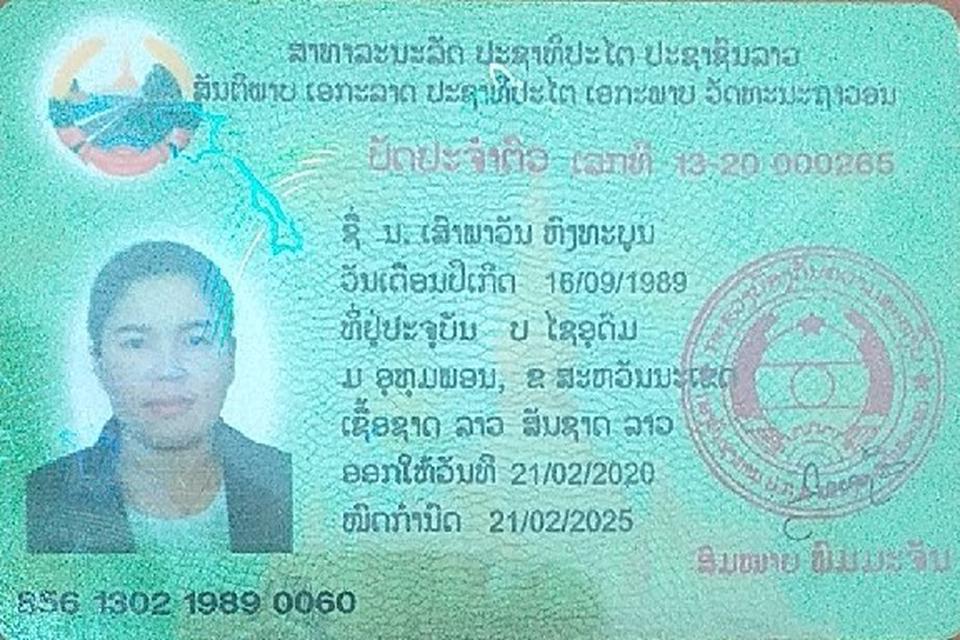 ສາທາລະນະລັດ ປະຊາທິປະໄຕ ປະຊາຊົນລາວ
ສັນຕິພາບ ເອກະລາດ ປະຊາທິປະໄຕ ເອກະພາບ ວັດທະນະຖາວອນ
ບັດປະຈໍາຕົວ ເລກທີ 13-20 000265
ຊື່ ນ. ເສົາພາວັນ ທົງທະບູນ
ວັນເດືອນປີເກີດ 16/09/1989
ທີ່ຢູ່ປະຈຸບັນ ບ ໄຊອຸດົມ
ມ ອຸທຸມພອນ, ຂ ສະຫວັນນະເຂດ
ເຊື້ອຊາດ ລາວ ສັນຊາດ ລາວ
ອອກໃຫ້ວັນທີ 21/02/2020
ໝົດກໍານົດ 21/02/2025
ສົມໝາຍ ພິມມະຈັນ
856 1302 1989 0060